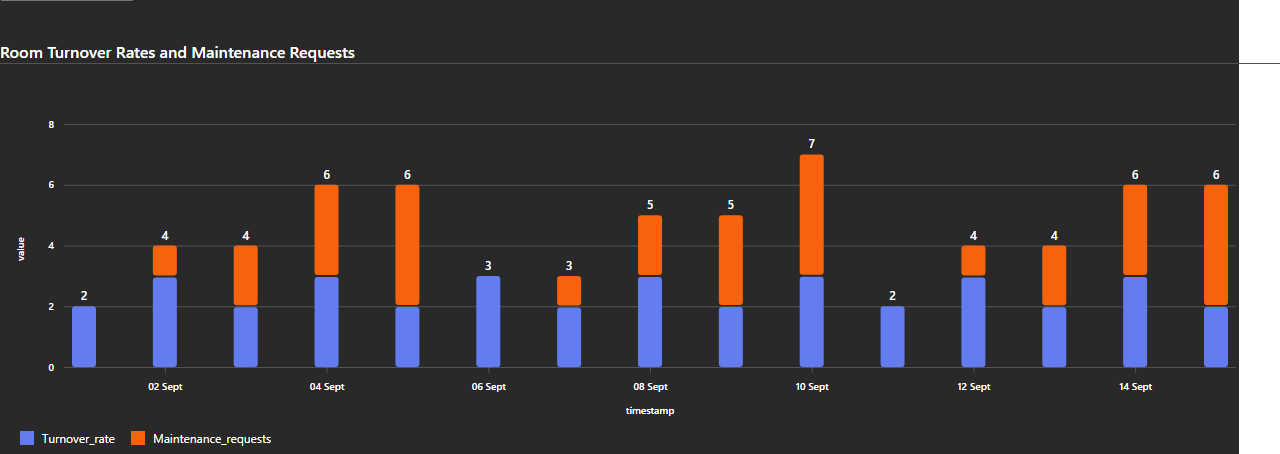 Room Turnover Rates and Maintenance Requests
8
7
6
6
6
6
6
5
5
4
4
4
4
4
3
3
2
2
2
0
value
02 Sept
04 Sept
06 Sept
08 Sept
10 Sept
12 Sept
14 Sept
timestamp
Turnover_rate
Maintenance_requests